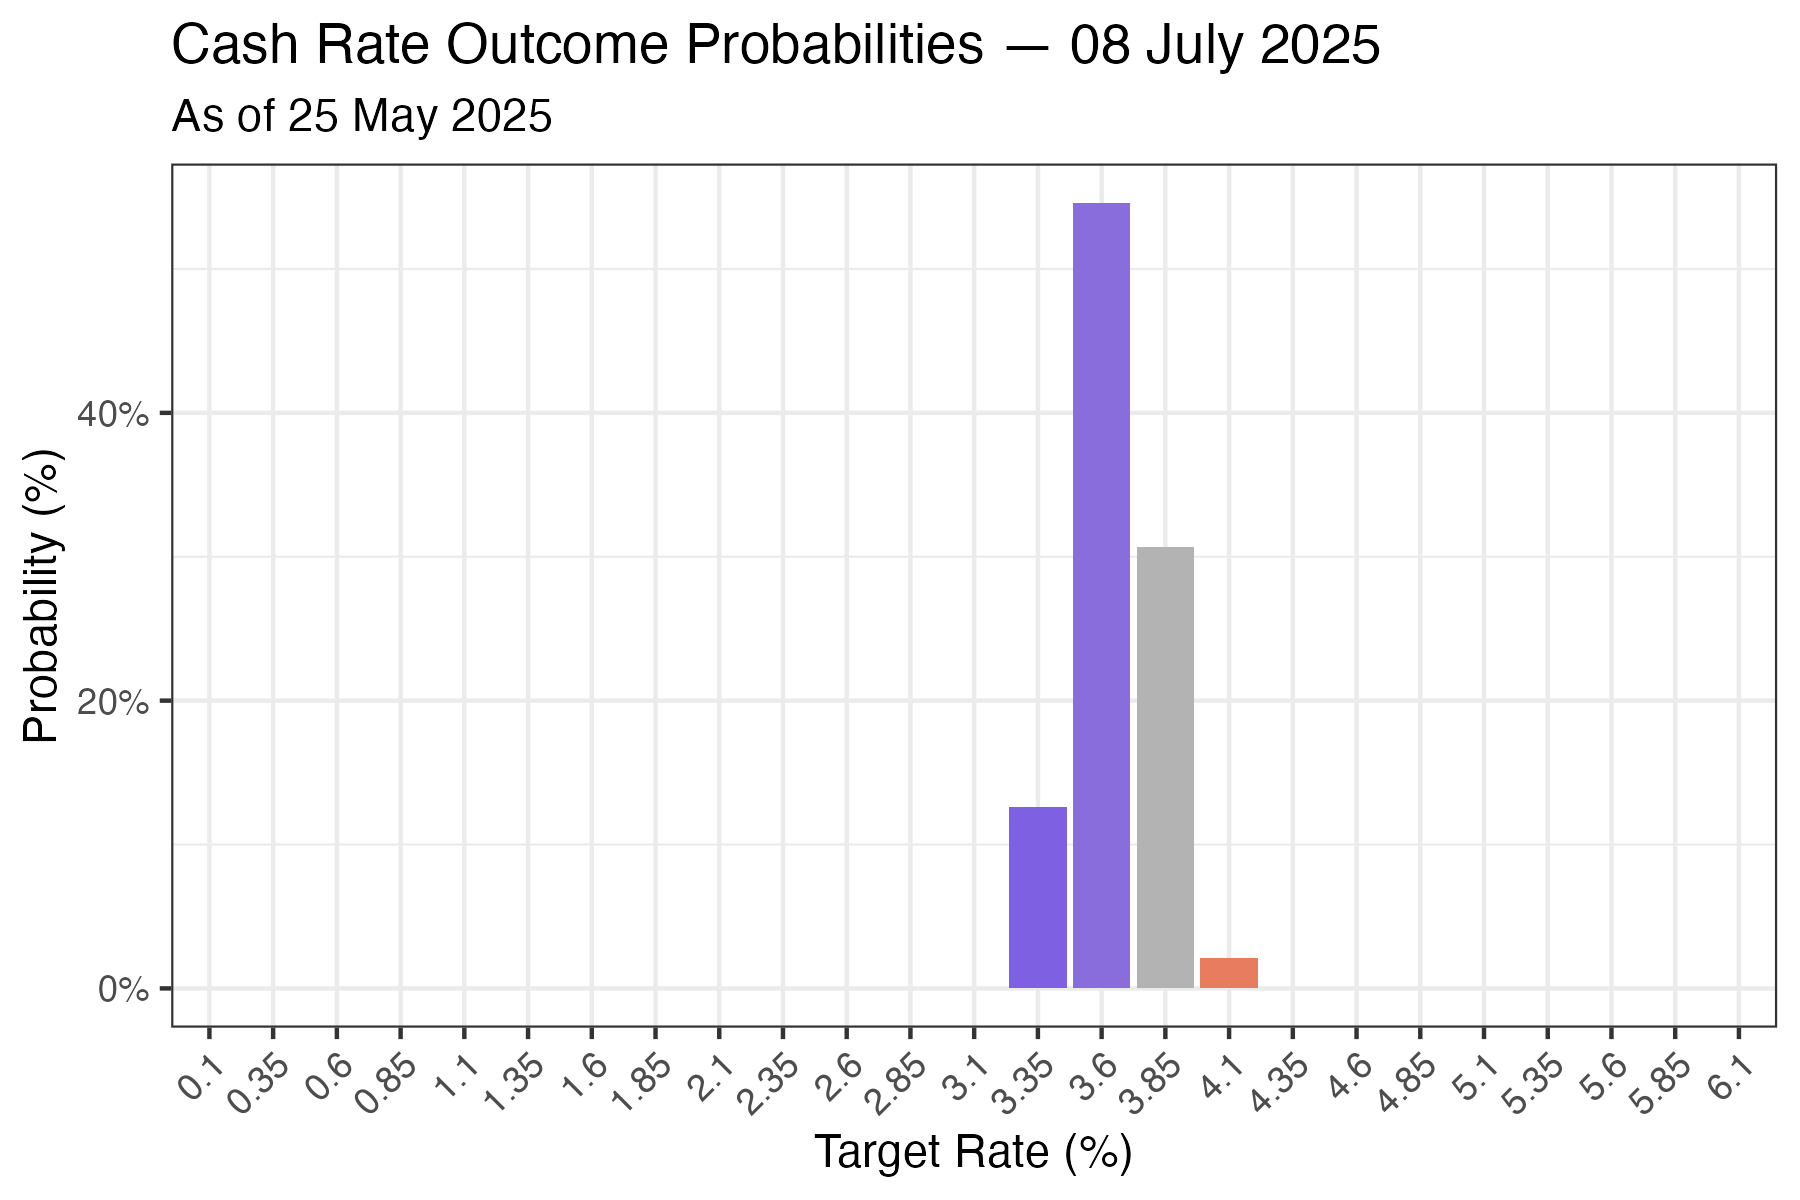 Cash Rate Outcome Probabilities — 08 July 2025
As of 25 May 2025
Probability (%)
40%
20%
0%
0.1 0.35 0.6 0.85 1.1 1.35 1.6 1.85 2.1 2.35 2.6 2.85 3.1 3.35 3.6 3.85 4.1 4.35 4.6 4.85 5.1 5.35 5.6 5.85 6.1
Target Rate (%)